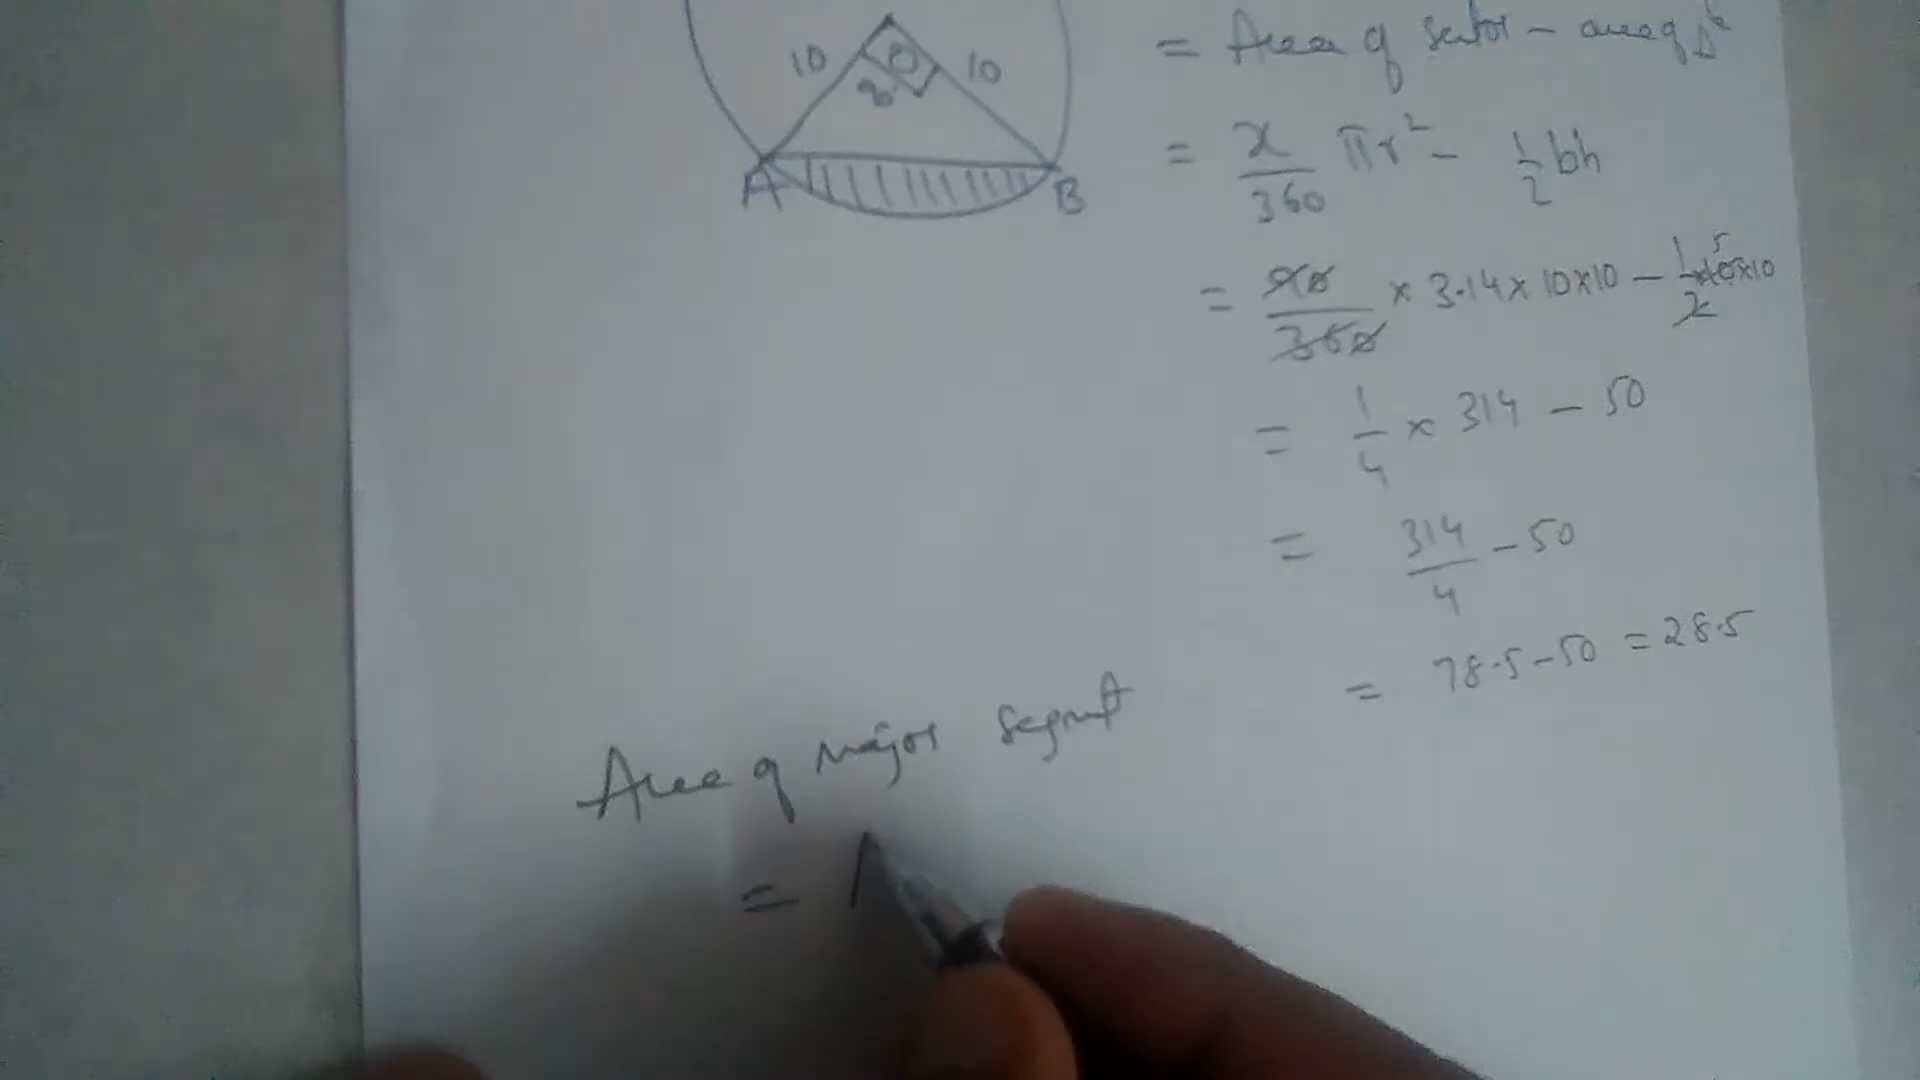 10 O 10
90°
A B
= Area of sector - area of Δle
= x/360 πr² - 1/2 bh
= 90/360 × 3.14 × 10×10 - 1/2 × 10×10
5
= 1/4 × 314 - 50
= 314/4 - 50
= 78.5-50 = 28.5
Area of major segment
=